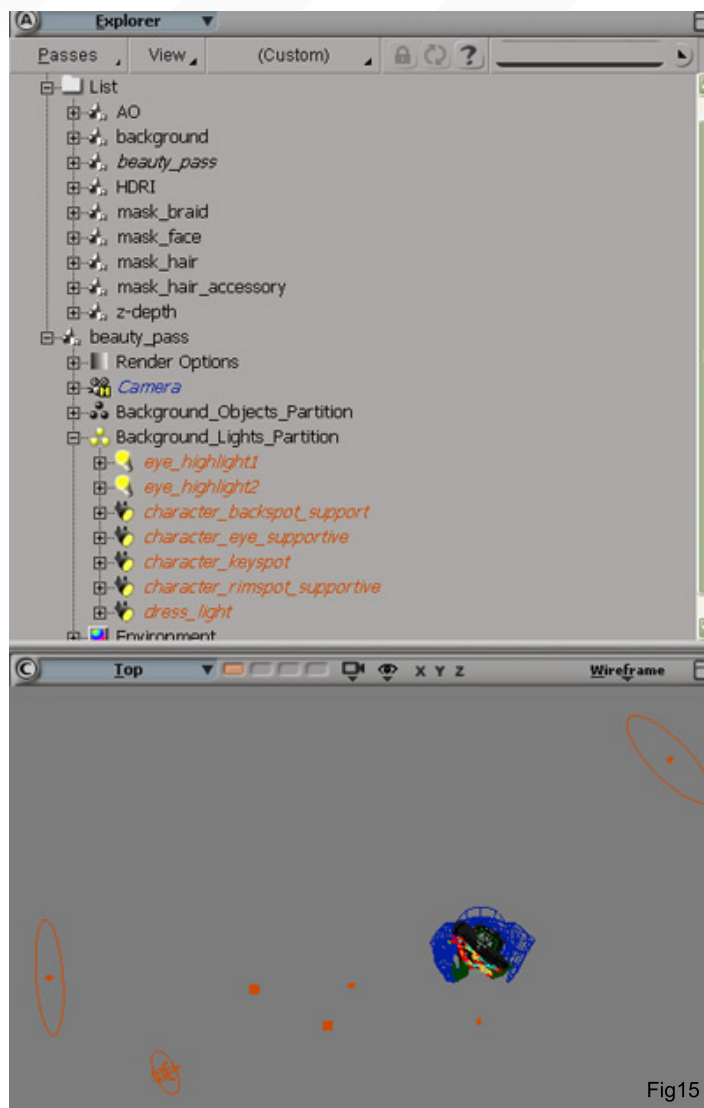 A Explorer
Passes View (Custom) ?
List
AO
background
beauty_pass
HDRI
mask_braid
mask_face
mask_hair
mask_hair_accessory
z-depth
beauty_pass
Render Options
M Camera
Background_Objects_Partition
Background_Lights_Partition
eye_highlight1
eye_highlight2
character_backspot_support
character_eye_supportive
character_keyspot
character_rimspot_supportive
dress_light
Environment
C Top X Y Z Wireframe
Fig15